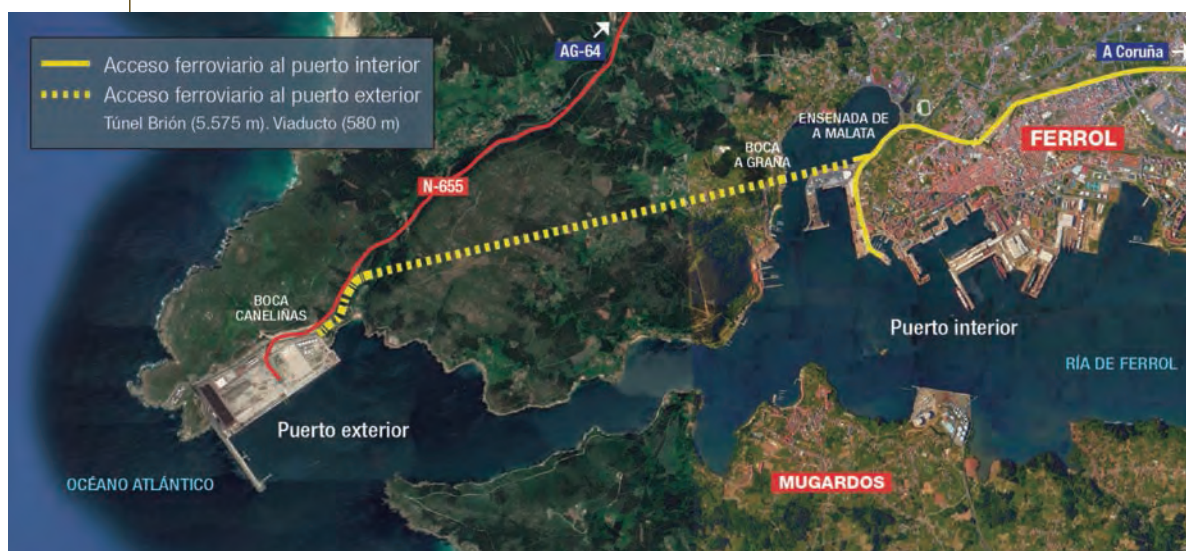 Acceso ferroviario al puerto interior
Acceso ferroviario al puerto exterior
Túnel Brión (5.575 m). Viaducto (580 m)
AG-64
A Coruña
ENSENADA DE
A MALATA
FERROL
BOCA
A GRAÑA
N-655
BOCA
CANELIÑAS
Puerto interior
RÍA DE FERROL
Puerto exterior
OCÉANO ATLÁNTICO
MUGARDOS